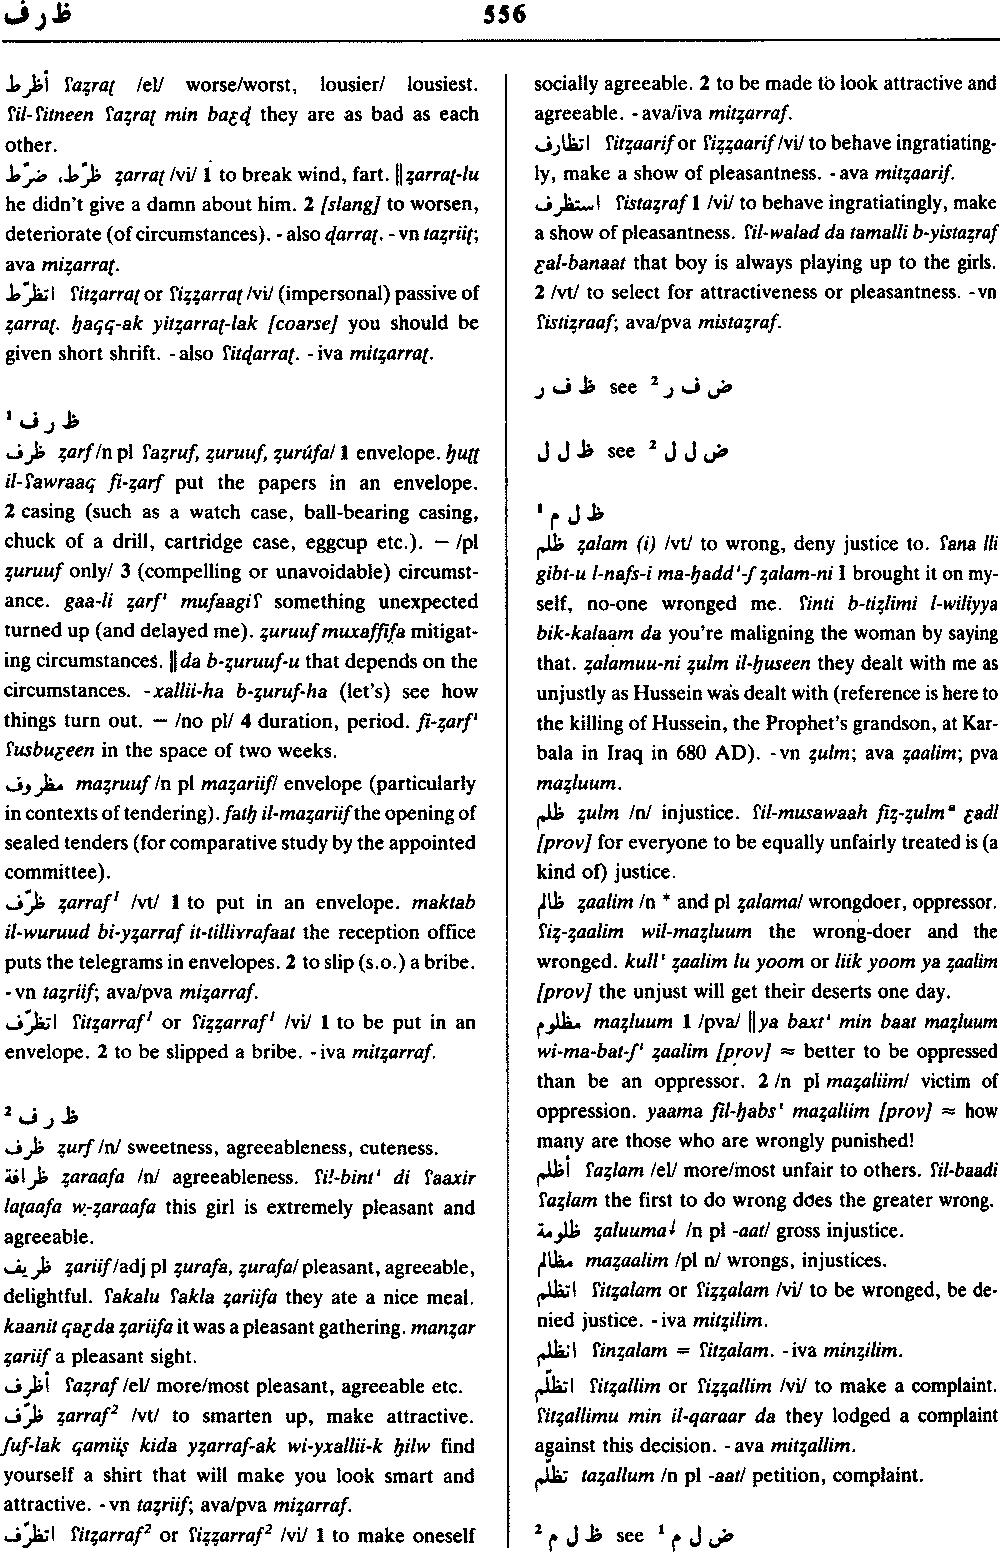 ظرف
556
أظرط ʕaẓraṭ /el/ worse/worst, lousier/ lousiest.
ʕil-ʕitneen ʕaẓraṭ min baʿḍ they are as bad as each
other.
ظرّط، ضرّط ẓarraṭ /vi/ 1 to break wind, fart. ‖ẓarraṭ-lu
he didn't give a damn about him. 2 [slang] to worsen,
deteriorate (of circumstances). - also ḍarraṭ. - vn taẓriiṭ;
ava miẓarraṭ.
اتظرّط ʕitẓarraṭ or ʕiẓẓarraṭ /vi/ (impersonal) passive of
ẓarraṭ. ḥaqq-ak yitẓarraṭ-lak [coarse] you should be
given short shrift. - also ʕitḍarraṭ. - iva mitẓarraṭ.
ظ ر ف ¹
ظرف ẓarf /n pl ʕaẓruf, ẓuruuf, ẓurúfa/ 1 envelope. ḥuṭṭ
il-ʕawraaq fi-ẓarf put the papers in an envelope.
2 casing (such as a watch case, ball-bearing casing,
chuck of a drill, cartridge case, eggcup etc.). — /pl
ẓuruuf only/ 3 (compelling or unavoidable) circumst-
ance. gaa-li ẓarfⁱ mufaagiʕ something unexpected
turned up (and delayed me). ẓuruuf muxaffifa mitigat-
ing circumstances. ‖da b-ẓuruuf-u that depends on the
circumstances. -xallii-ha b-ẓuruf-ha (let's) see how
things turn out. — /no pl/ 4 duration, period. fi-ẓarfⁱ
ʕusbuʿeen in the space of two weeks.
مظروف maẓruuf /n pl maẓariif/ envelope (particularly
in contexts of tendering). fatḥ il-maẓariif the opening of
sealed tenders (for comparative study by the appointed
committee).
ظرّف ẓarraf¹ /vt/ 1 to put in an envelope. maktab
il-wuruud bi-yẓarraf it-tilliɣrafaat the reception office
puts the telegrams in envelopes. 2 to slip (s.o.) a bribe.
- vn taẓriif; ava/pva miẓarraf.
اتظرّف ʕitẓarraf¹ or ʕiẓẓarraf¹ /vi/ 1 to be put in an
envelope. 2 to be slipped a bribe. - iva mitẓarraf.
ظ ر ف ²
ظرف ẓurf /n/ sweetness, agreeableness, cuteness.
ظرافة ẓaraafa /n/ agreeableness. ʕil-bintⁱ di ʕaaxir
laṭaafa w-ẓaraafa this girl is extremely pleasant and
agreeable.
ظريف ẓariif /adj pl ẓurafa, ẓurafa/ pleasant, agreeable,
delightful. ʕakalu ʕakla ẓariifa they ate a nice meal.
kaanit qaʿda ẓariifa it was a pleasant gathering. manẓar
ẓariif a pleasant sight.
أظرف ʕaẓraf /el/ more/most pleasant, agreeable etc.
ظرّف ẓarraf² /vt/ to smarten up, make attractive.
ʃuf-lak qamiiṣ kida yẓarraf-ak wi-yxallii-k ḥilw find
yourself a shirt that will make you look smart and
attractive. - vn taẓriif; ava/pva miẓarraf.
اتظرّف ʕitẓarraf² or ʕiẓẓarraf² /vi/ 1 to make oneself
socially agreeable. 2 to be made to look attractive and
agreeable. - ava/iva mitẓarraf.
اتظارف ʕitẓaarif or ʕiẓẓaarif /vi/ to behave ingratiating-
ly, make a show of pleasantness. - ava mitẓaarif.
استظرف ʕistaẓraf 1 /vi/ to behave ingratiatingly, make
a show of pleasantness. ʕil-walad da tamalli b-yistaẓraf
ʿal-banaat that boy is always playing up to the girls.
2 /vt/ to select for attractiveness or pleasantness. - vn
ʕistiẓraaf; ava/pva mistaẓraf.
ظ ف ر see ² ض ف ر
ظ ل ل see ² ض ل ل
ظ ل م ¹
ظلم ẓalam (i) /vt/ to wrong, deny justice to. ʕana lli
gibt-u l-nafs-i ma-ḥaddⁱ-ʃ ẓalam-ni I brought it on my-
self, no-one wronged me. ʕinti b-tiẓlimi l-wiliyya
bik-kalaam da you're maligning the woman by saying
that. ẓalamuu-ni ẓulm il-ḥuseen they dealt with me as
unjustly as Hussein was dealt with (reference is here to
the killing of Hussein, the Prophet's grandson, at Kar-
bala in Iraq in 680 AD). - vn ẓulm; ava ẓaalim; pva
maẓluum.
ظلم ẓulm /n/ injustice. ʕil-musawaah fiẓ-ẓulmᵃ ʿadl
[prov] for everyone to be equally unfairly treated is (a
kind of) justice.
ظالم ẓaalim /n * and pl ẓalama/ wrongdoer, oppressor.
ʕiẓ-ẓaalim wil-maẓluum the wrong-doer and the
wronged. kullⁱ ẓaalim lu yoom or liik yoom ya ẓaalim
[prov] the unjust will get their deserts one day.
مظلوم maẓluum 1 /pva/ ‖ya baxtⁱ min baat maẓluum
wi-ma-bat-ʃⁱ ẓaalim [prov] ≈ better to be oppressed
than be an oppressor. 2 /n pl maẓaliim/ victim of
oppression. yaama fil-ḥabsⁱ maẓaliim [prov] ≈ how
many are those who are wrongly punished!
أظلم ʕaẓlam /el/ more/most unfair to others. ʕil-baadi
ʕaẓlam the first to do wrong does the greater wrong.
ظلومة ẓaluuma↓ /n pl -aat/ gross injustice.
مظالم maẓaalim /pl n/ wrongs, injustices.
اتظلم ʕitẓalam or ʕiẓẓalam /vi/ to be wronged, be de-
nied justice. - iva mitẓilim.
انظلم ʕinẓalam = ʕitẓalam. - iva minẓilim.
اتظلّم ʕitẓallim or ʕiẓẓallim /vi/ to make a complaint.
ʕitẓallimu min il-qaraar da they lodged a complaint
against this decision. - ava mitẓallim.
تظلّم taẓallum /n pl -aat/ petition, complaint.
ظ ل م ² see ¹ ض ل م